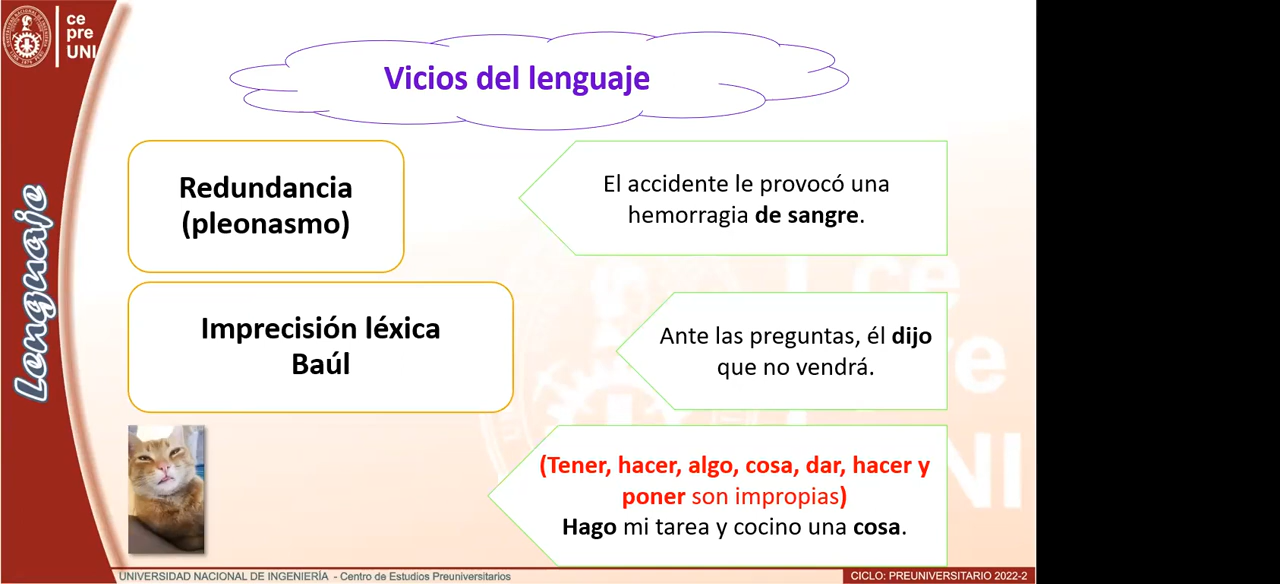 ce
pre
UNI
Lenguaje
Vicios del lenguaje
Redundancia
(pleonasmo)
El accidente le provocó una
hemorragia de sangre.
Imprecisión léxica
Baúl
Ante las preguntas, él dijo
que no vendrá.
(Tener, hacer, algo, cosa, dar, hacer y
poner son impropias)
Hago mi tarea y cocino una cosa.
UNIVERSIDAD NACIONAL DE INGENIERÍA - Centro de Estudios Preuniversitarios
CICLO: PREUNIVERSITARIO 2022-2